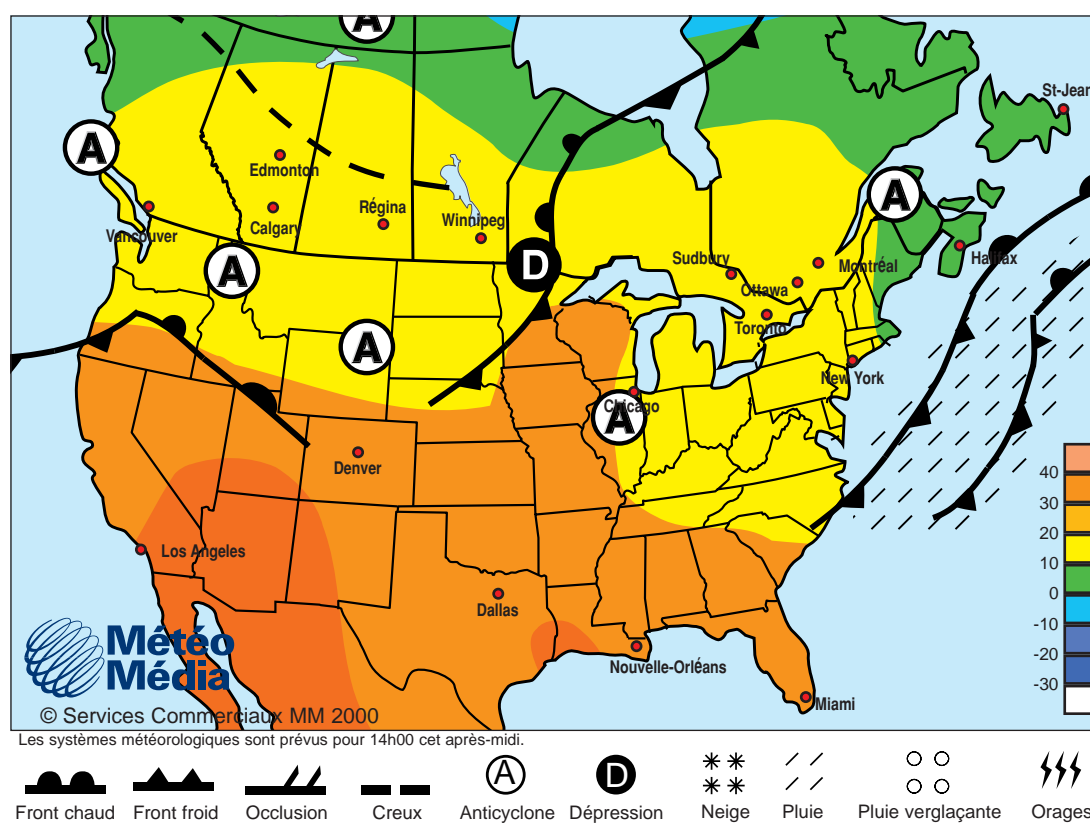 A
St-Jean
A
Edmonton
A
Régina
Calgary
Winnipeg
Vancouver
Halifax
Sudbury
Montréal
A
D
Ottawa
Toronto
A
New York
Chicago
A
Denver
40
30
20
10
0
-10
-20
-30
Los Angeles
Dallas
Météo
Média
Nouvelle-Orléans
Miami
© Services Commerciaux MM 2000
Les systèmes météorologiques sont prévus pour 14h00 cet après-midi.
A
D
Front chaud
Front froid
Occlusion
Creux
Anticyclone
Dépression
Neige
Pluie
Pluie verglaçante
Orages